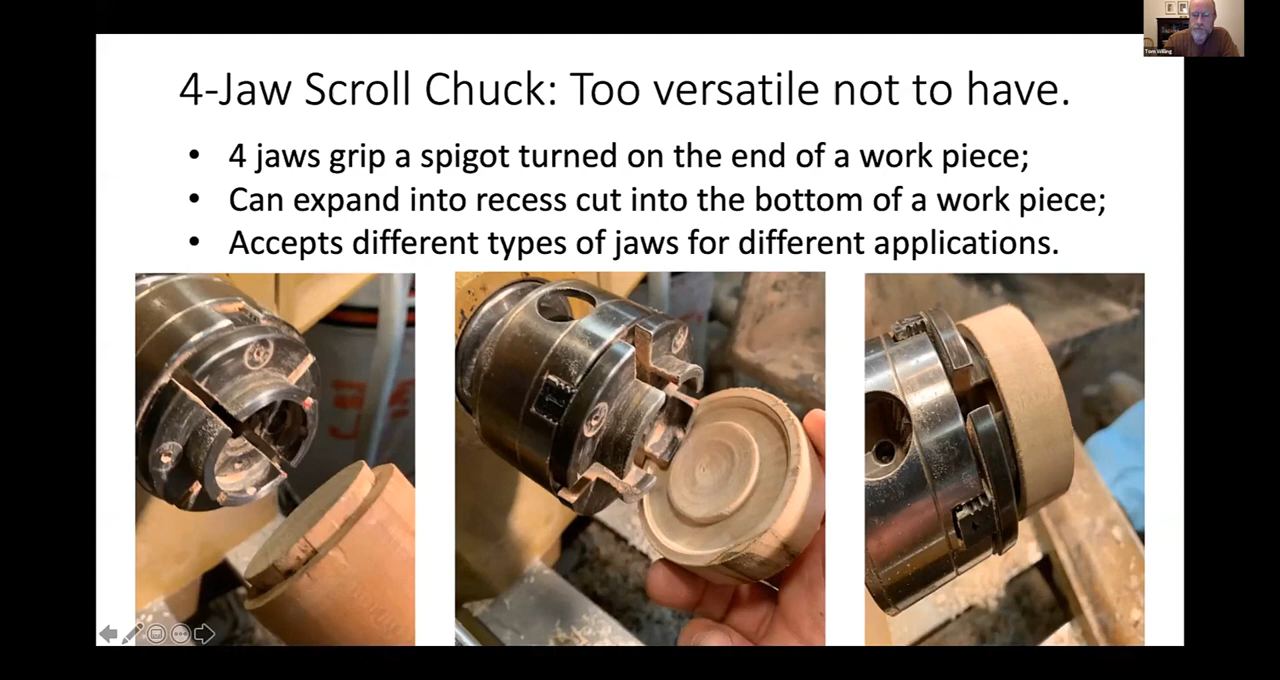 Tom Willing
4-Jaw Scroll Chuck: Too versatile not to have.
• 4 jaws grip a spigot turned on the end of a work piece;
• Can expand into recess cut into the bottom of a work piece;
• Accepts different types of jaws for different applications.